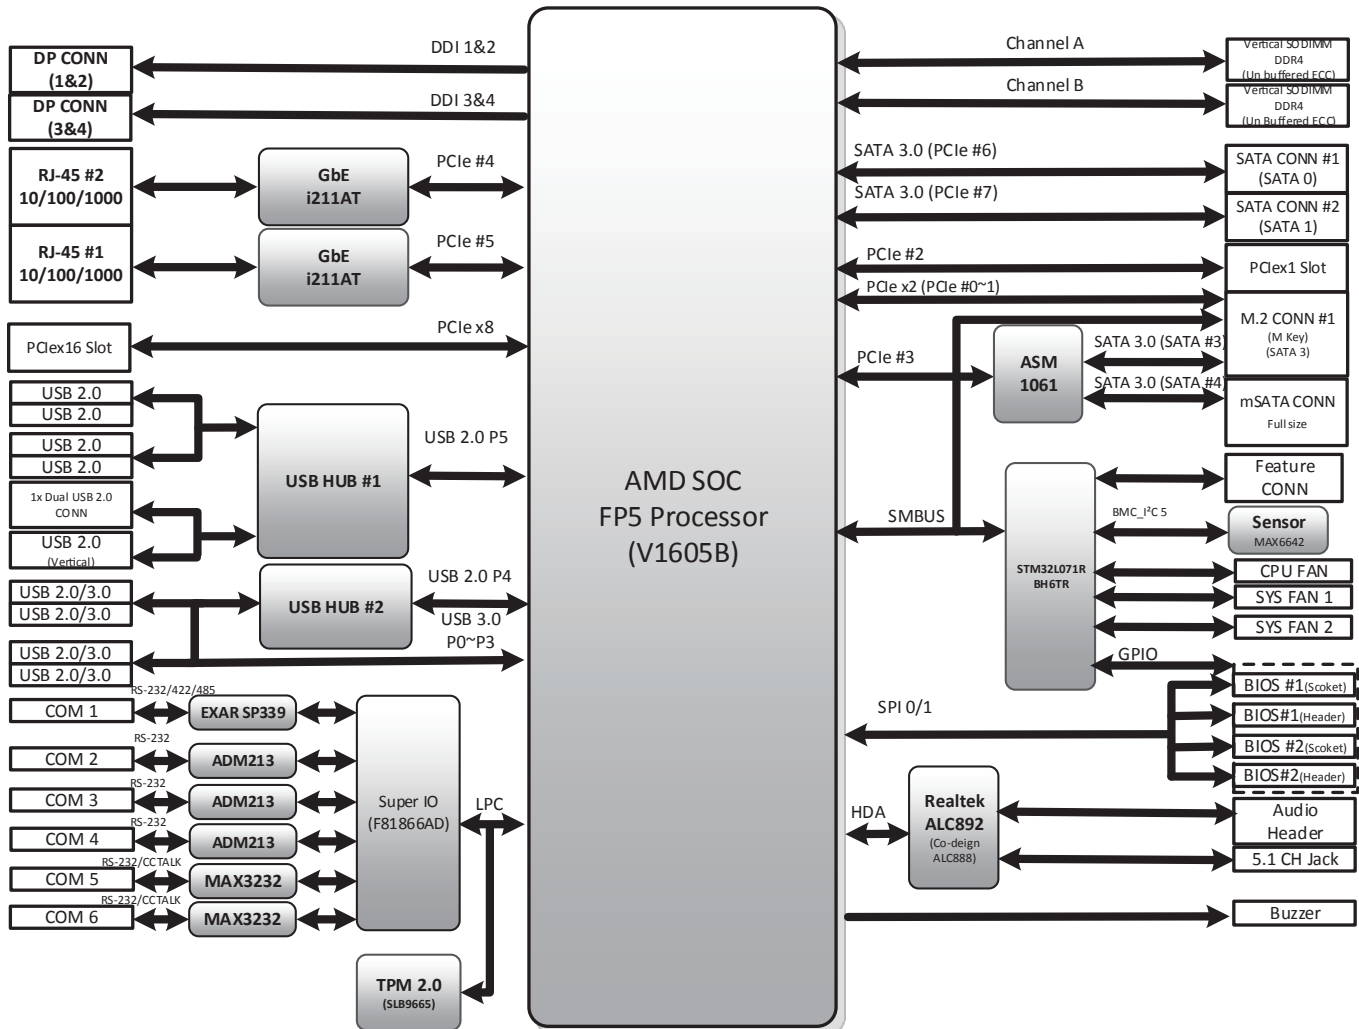 DP CONN
(1&2)
DDI 1&2
DP CONN
(3&4)
DDI 3&4
RJ-45 #2
10/100/1000
GbE
i211AT
PCIe #4
RJ-45 #1
10/100/1000
GbE
i211AT
PCIe #5
PCIex16 Slot
PCIe x8
USB 2.0
USB 2.0
USB 2.0
USB 2.0
1x Dual USB 2.0
CONN
USB 2.0
(Vertical)
USB HUB #1
USB 2.0 P5
USB 2.0/3.0
USB 2.0/3.0
USB 2.0/3.0
USB 2.0/3.0
USB HUB #2
USB 2.0 P4
USB 3.0
P0~P3
COM 1
RS-232/422/485
EXAR SP339
COM 2
RS-232
ADM213
COM 3
RS-232
ADM213
COM 4
RS-232
ADM213
COM 5
RS-232/CCTALK
MAX3232
COM 6
RS-232/CCTALK
MAX3232
Super IO
(F81866AD)
LPC
TPM 2.0
(SLB9665)
AMD SOC
FP5 Processor
(V1605B)
Channel A
Vertical SODIMM
DDR4
(Un buffered ECC)
Channel B
Vertical SODIMM
DDR4
(Un Buffered ECC)
SATA 3.0 (PCIe #6)
SATA CONN #1
(SATA 0)
SATA 3.0 (PCIe #7)
SATA CONN #2
(SATA 1)
PCIe #2
PCIex1 Slot
PCIe x2 (PCIe #0~1)
M.2 CONN #1
(M Key)
(SATA 3)
PCIe #3
ASM
1061
SATA 3.0 (SATA #3)
SATA 3.0 (SATA #4)
mSATA CONN
Full size
SMBUS
STM32L071R
BH6TR
Feature
CONN
BMC_I²C 5
Sensor
MAX6642
CPU FAN
SYS FAN 1
SYS FAN 2
GPIO
SPI 0/1
BIOS #1(Scoket)
BIOS#1(Header)
BIOS #2(Scoket)
BIOS#2(Header)
HDA
Realtek
ALC892
(Co-deign
ALC888)
Audio
Header
5.1 CH Jack
Buzzer